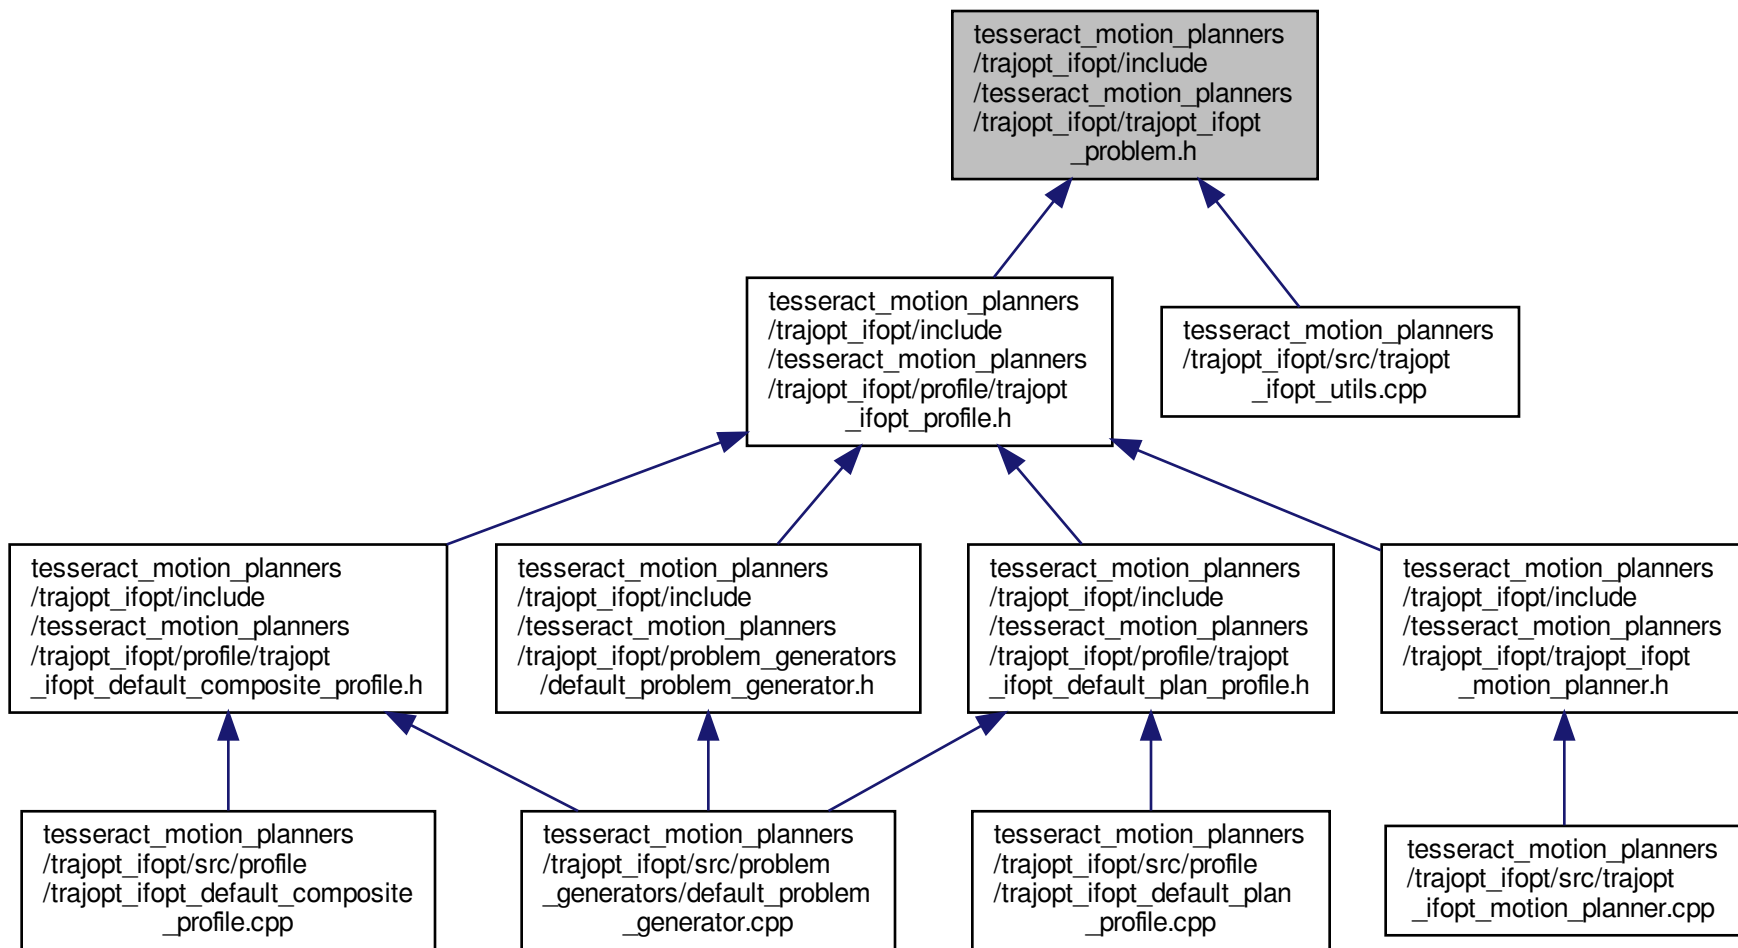 tesseract_motion_planners
/trajopt_ifopt/include
/tesseract_motion_planners
/trajopt_ifopt/trajopt_ifopt
_problem.h
tesseract_motion_planners
/trajopt_ifopt/include
/tesseract_motion_planners
/trajopt_ifopt/profile/trajopt
_ifopt_profile.h
tesseract_motion_planners
/trajopt_ifopt/src/trajopt
_ifopt_utils.cpp
tesseract_motion_planners
/trajopt_ifopt/include
/tesseract_motion_planners
/trajopt_ifopt/profile/trajopt
_ifopt_default_composite_profile.h
tesseract_motion_planners
/trajopt_ifopt/include
/tesseract_motion_planners
/trajopt_ifopt/problem_generators
/default_problem_generator.h
tesseract_motion_planners
/trajopt_ifopt/include
/tesseract_motion_planners
/trajopt_ifopt/profile/trajopt
_ifopt_default_plan_profile.h
tesseract_motion_planners
/trajopt_ifopt/include
/tesseract_motion_planners
/trajopt_ifopt/trajopt_ifopt
_motion_planner.h
tesseract_motion_planners
/trajopt_ifopt/src/profile
/trajopt_ifopt_default_composite
_profile.cpp
tesseract_motion_planners
/trajopt_ifopt/src/problem
_generators/default_problem
_generator.cpp
tesseract_motion_planners
/trajopt_ifopt/src/profile
/trajopt_ifopt_default_plan
_profile.cpp
tesseract_motion_planners
/trajopt_ifopt/src/trajopt
_ifopt_motion_planner.cpp